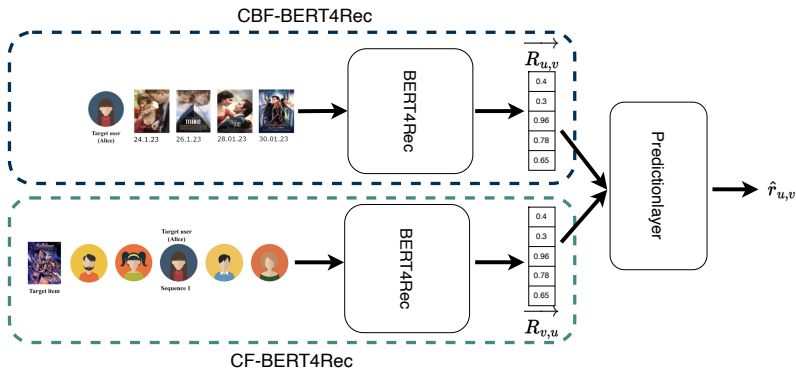 CBF-BERT4Rec
Target user
(Alice)
TITANIC
24.1.23
26.1.23
28.01.23
30.01.23
BERT4Rec
R_{u,v}
0.4
0.3
0.96
0.78
0.65
Target user
(Alice)
Target item
Sequence 1
BERT4Rec
0.4
0.3
0.96
0.78
0.65
R_{v,u}
CF-BERT4Rec
Predictionlayer
r̂_{u,v}